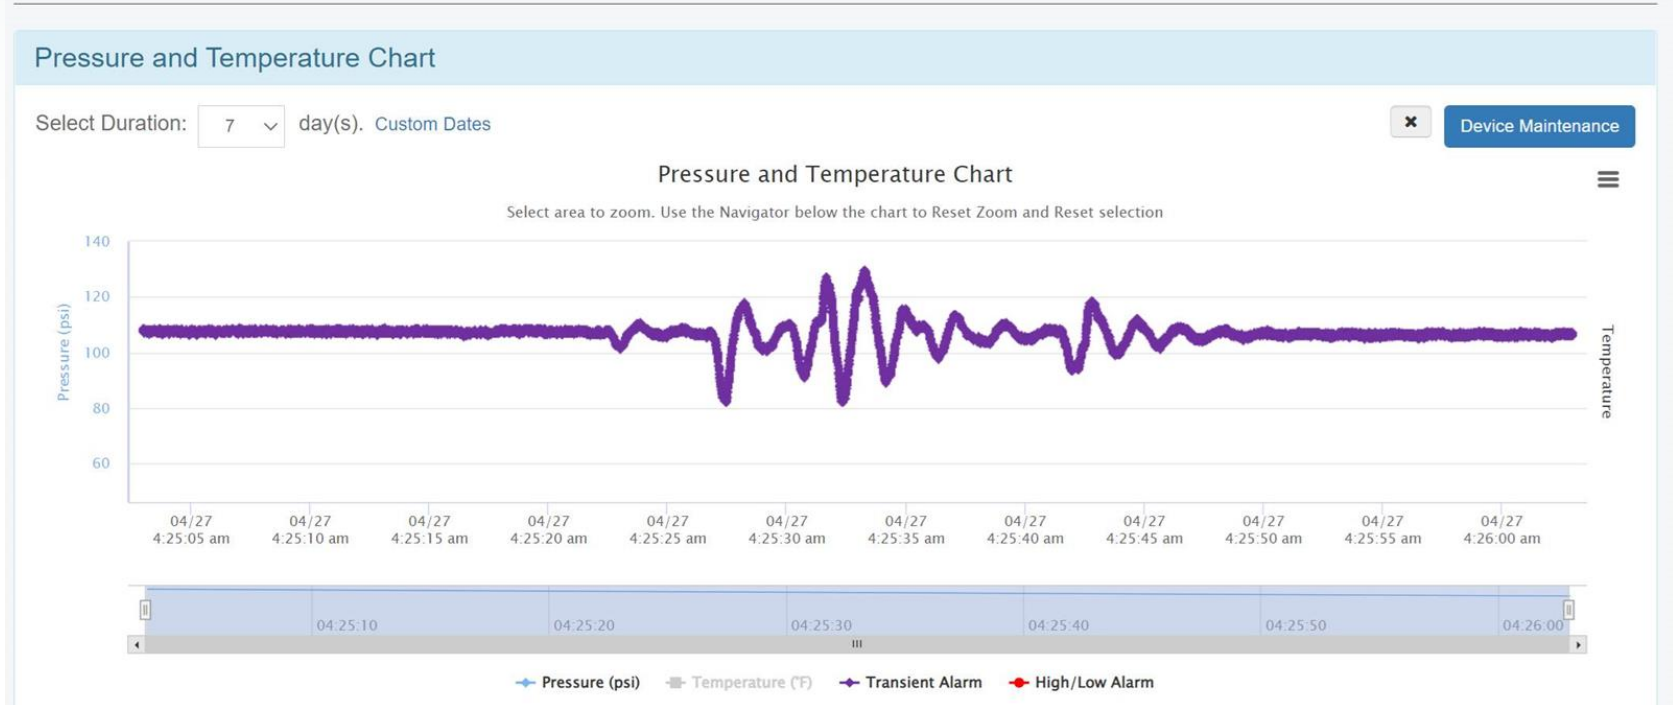 Pressure and Temperature Chart
Select Duration: 7 day(s). Custom Dates
Device Maintenance
Pressure and Temperature Chart
Select area to zoom. Use the Navigator below the chart to Reset Zoom and Reset selection
140
120
100
80
60
Pressure (psi)
Temperature
04/27 04/27 04/27 04/27 04/27 04/27 04/27 04/27 04/27 04/27 04/27 04/27
4:25:05 am 4:25:10 am 4:25:15 am 4:25:20 am 4:25:25 am 4:25:30 am 4:25:35 am 4:25:40 am 4:25:45 am 4:25:50 am 4:25:55 am 4:26:00 am
04:25:10 04:25:20 04:25:30 04:25:40 04:25:50 04:26:00
Pressure (psi) Temperature (°F) Transient Alarm High/Low Alarm